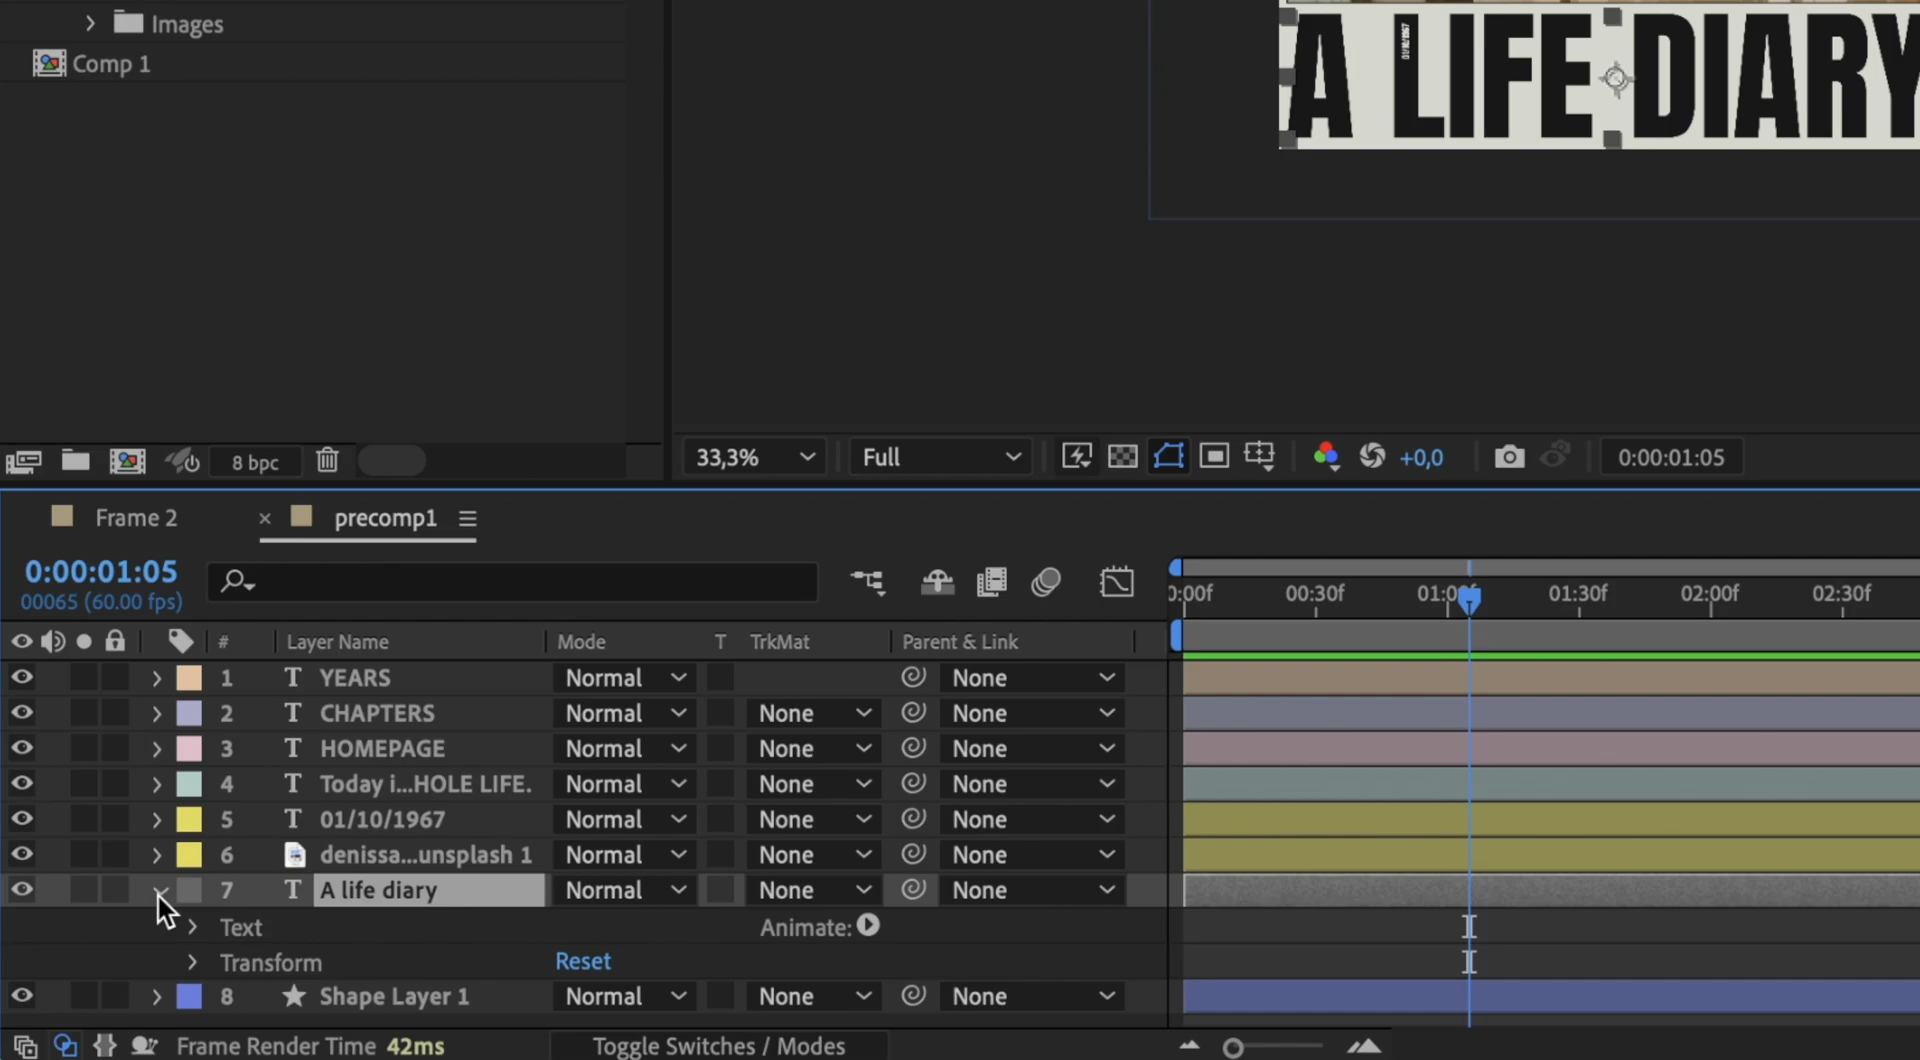 Images
Comp 1
01/10/1967
A LIFE DIARY
8 bpc
33,3%
Full
+0,0
0:00:01:05
Frame 2
precomp1
0:00:01:05
00065 (60.00 fps)
0:00f 00:30f 01:00f 01:30f 02:00f 02:30f
# Layer Name Mode T TrkMat Parent & Link
1 T YEARS Normal None
2 T CHAPTERS Normal None None
3 T HOMEPAGE Normal None None
4 T Today i...HOLE LIFE. Normal None None
5 T 01/10/1967 Normal None None
6 denissa...unsplash 1 Normal None None
7 T A life diary Normal None None
Text Animate:
Transform Reset
8 Shape Layer 1 Normal None None
Frame Render Time 42ms Toggle Switches / Modes